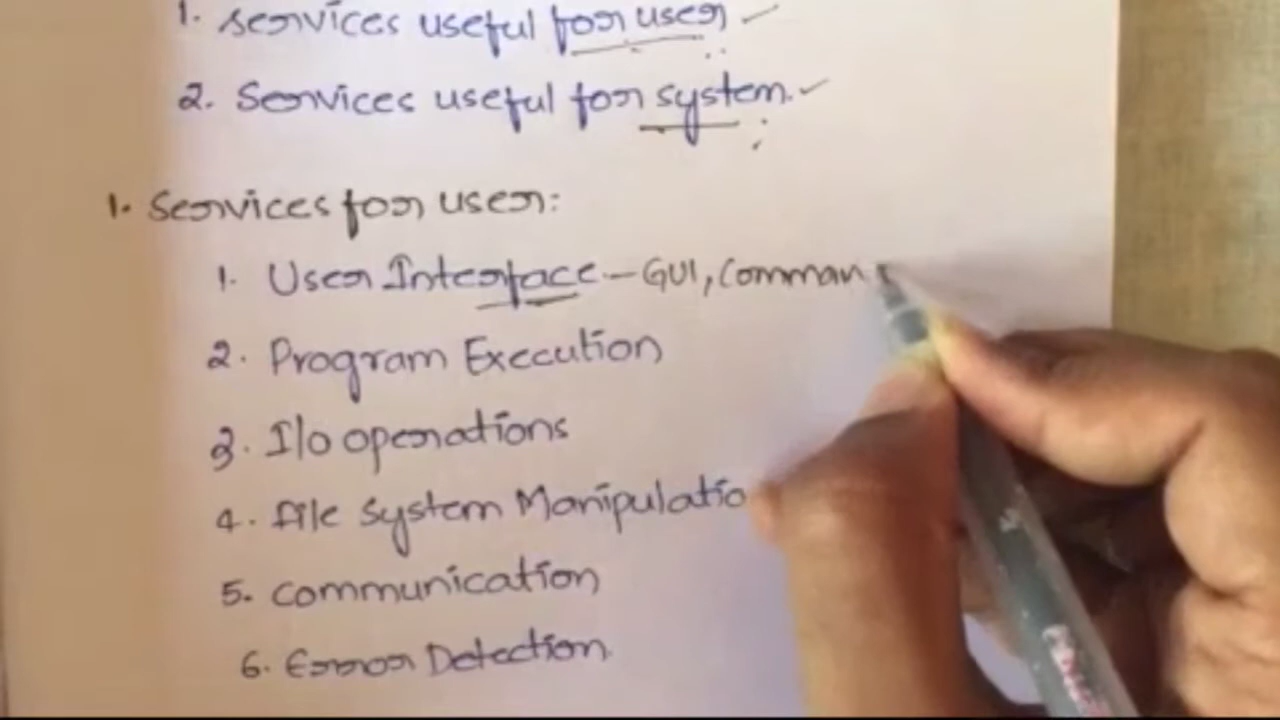 1. Services useful for user
2. Services useful for system.
1. Services for user:
1. User Interface - GUI, Comman
2. Program Execution
3. I/o operations
4. file system Manipulatio
5. communication
6. Error Detection.